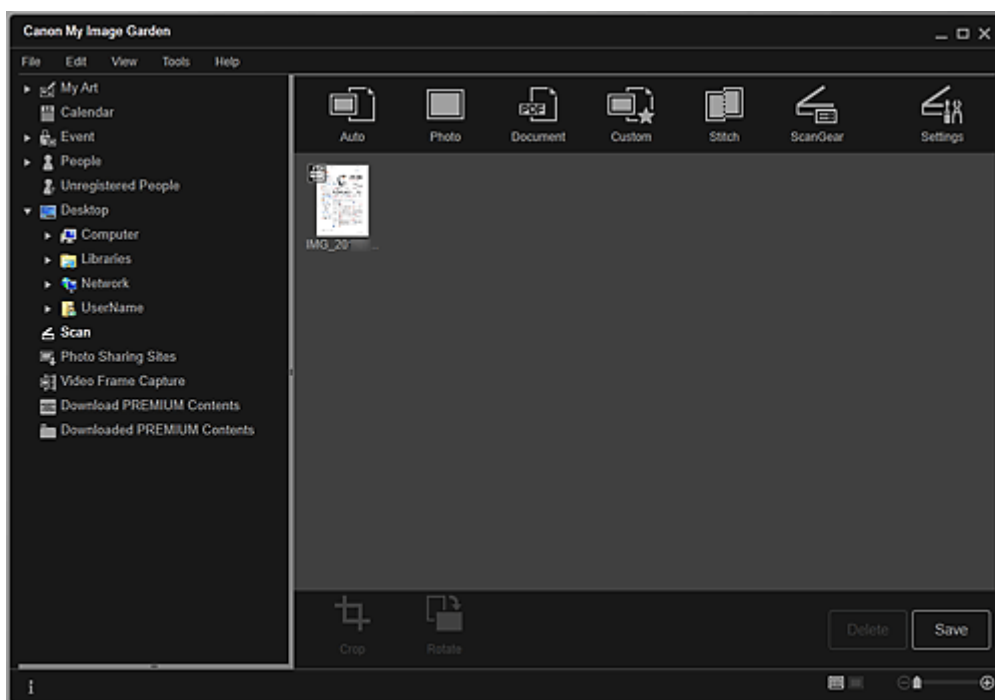 Canon My Image Garden
File Edit View Tools Help
My Art
Calendar
Event
People
Unregistered People
Desktop
Computer
Libraries
Network
UserName
Scan
Photo Sharing Sites
Video Frame Capture
Download PREMIUM Contents
Downloaded PREMIUM Contents
Auto Photo Document Custom Stitch ScanGear Settings
PDF
IMG_20 ...
Crop Rotate
Delete Save